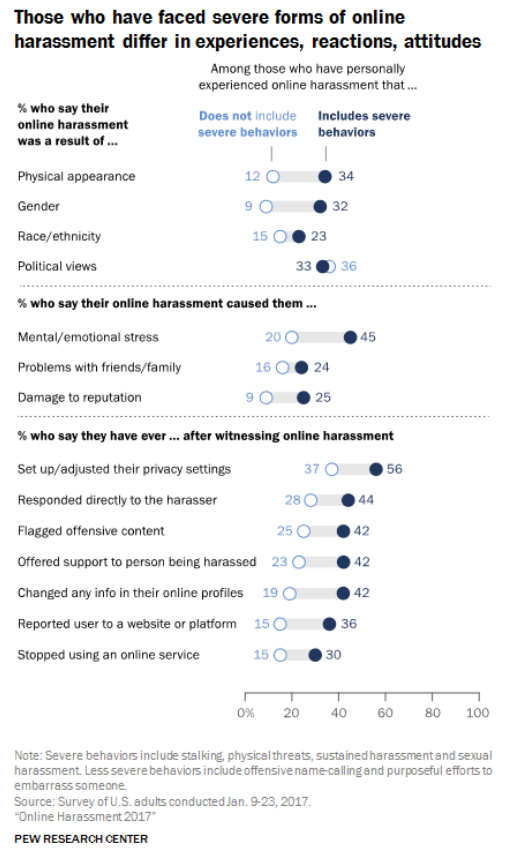 Those who have faced severe forms of online
harassment differ in experiences, reactions, attitudes
Among those who have personally
experienced online harassment that ...
% who say their
online harassment
was a result of ...
Does not include
severe behaviors
Includes severe
behaviors
Physical appearance 12 34
Gender 9 32
Race/ethnicity 15 23
Political views 33 36
% who say their online harassment caused them ...
Mental/emotional stress 20 45
Problems with friends/family 16 24
Damage to reputation 9 25
% who say they have ever ... after witnessing online harassment
Set up/adjusted their privacy settings 37 56
Responded directly to the harasser 28 44
Flagged offensive content 25 42
Offered support to person being harassed 23 42
Changed any info in their online profiles 19 42
Reported user to a website or platform 15 36
Stopped using an online service 15 30
0% 20 40 60 80 100
Note: Severe behaviors include stalking, physical threats, sustained harassment and sexual
harassment. Less severe behaviors include offensive name-calling and purposeful efforts to
embarrass someone.
Source: Survey of U.S. adults conducted Jan. 9-23, 2017.
"Online Harassment 2017"
PEW RESEARCH CENTER